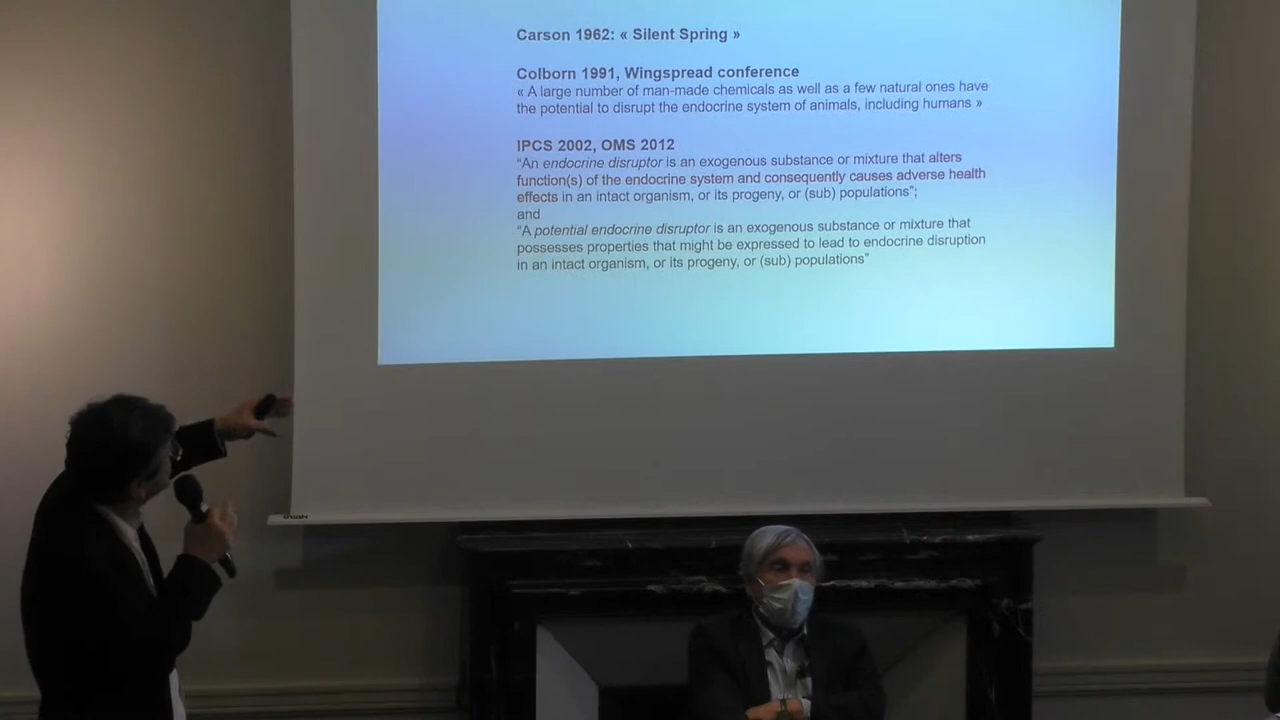 Carson 1962: « Silent Spring »
Colborn 1991, Wingspread conference
« A large number of man-made chemicals as well as a few natural ones have
the potential to disrupt the endocrine system of animals, including humans »
IPCS 2002, OMS 2012
“An endocrine disruptor is an exogenous substance or mixture that alters
function(s) of the endocrine system and consequently causes adverse health
effects in an intact organism, or its progeny, or (sub) populations”;
and
“A potential endocrine disruptor is an exogenous substance or mixture that
possesses properties that might be expressed to lead to endocrine disruption
in an intact organism, or its progeny, or (sub) populations”